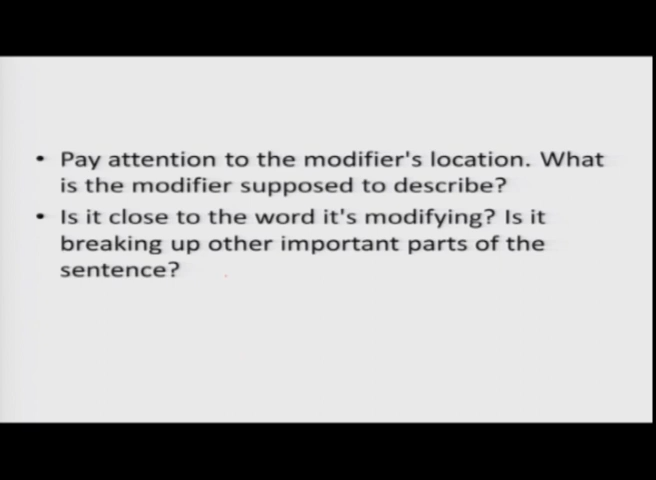 • Pay attention to the modifier's location. What
is the modifier supposed to describe?
• Is it close to the word it's modifying? Is it
breaking up other important parts of the
sentence?